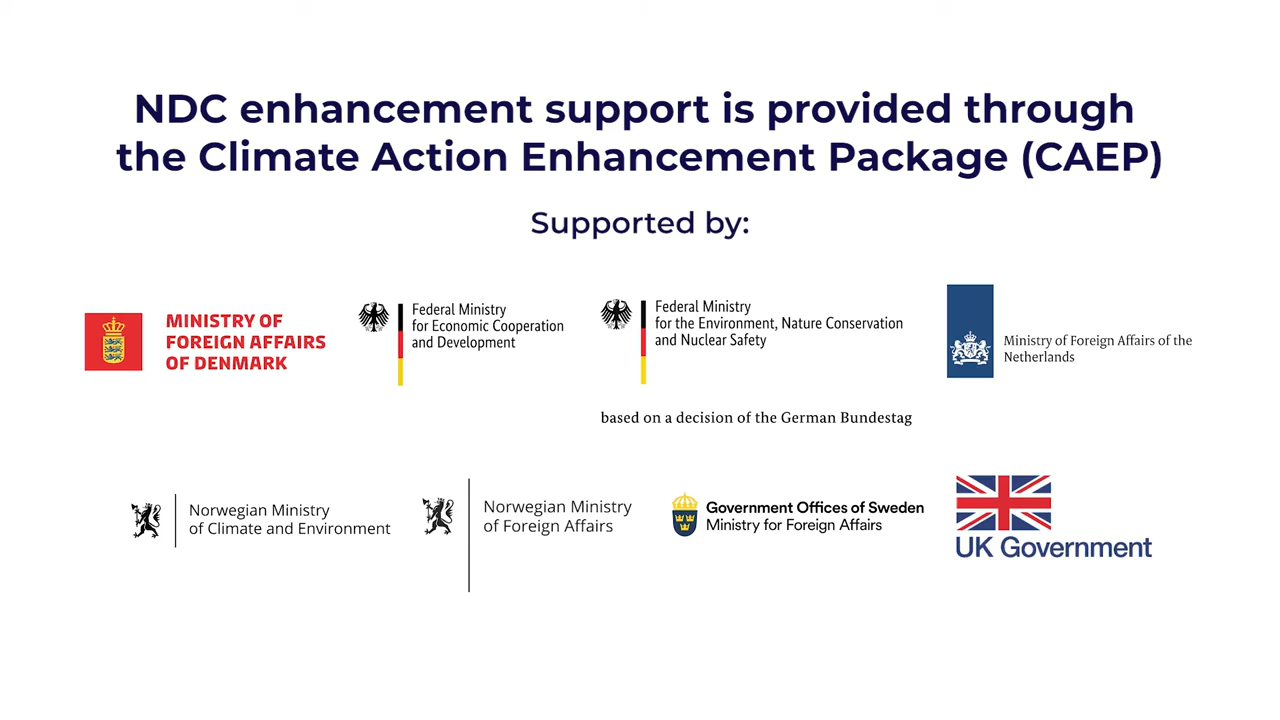 NDC enhancement support is provided through
the Climate Action Enhancement Package (CAEP)
Supported by:
MINISTRY OF
FOREIGN AFFAIRS
OF DENMARK
Federal Ministry
for Economic Cooperation
and Development
Federal Ministry
for the Environment, Nature Conservation
and Nuclear Safety
based on a decision of the German Bundestag
Ministry of Foreign Affairs of the
Netherlands
Norwegian Ministry
of Climate and Environment
Norwegian Ministry
of Foreign Affairs
Government Offices of Sweden
Ministry for Foreign Affairs
UK Government